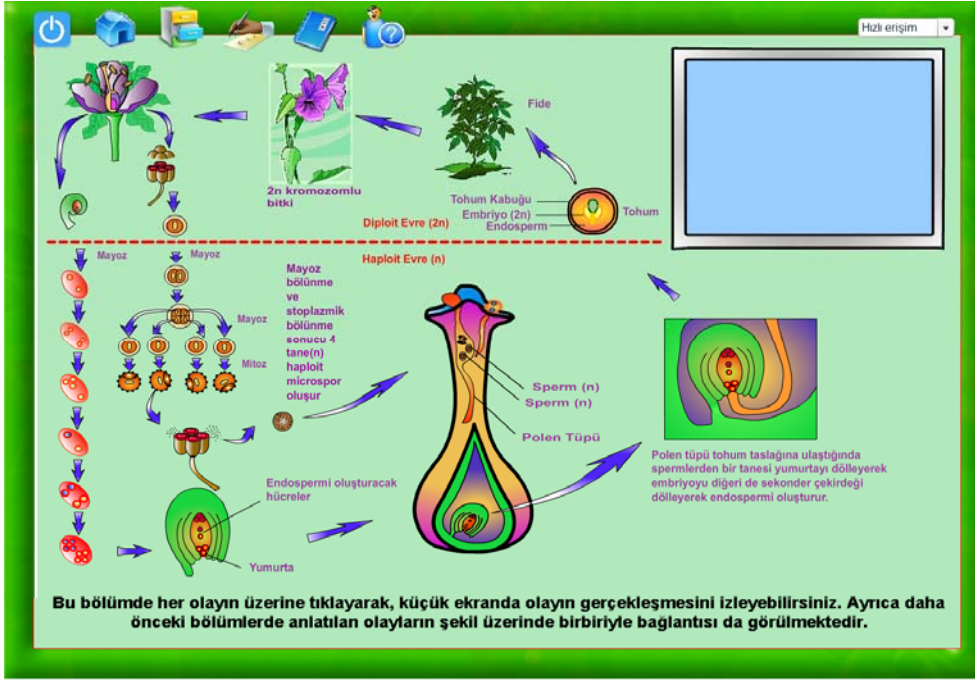 Hızlı erişim
Fide
2n kromozomlu
bitki
Tohum Kabuğu
Embriyo (2n)
Endosperm
Tohum
Diploit Evre (2n)
Haploit Evre (n)
Mayoz
Mayoz
Mayoz
Mitoz
Mayoz
bölünme
ve
stoplazmik
bölünme
sonucu 4
tane(n)
haploit
microspor
oluşur
Sperm (n)
Sperm (n)
Polen Tüpü
Endospermi oluşturacak
hücreler
Yumurta
Polen tüpü tohum taslağına ulaştığında
spermlerden bir tanesi yumurtayı dölleyerek
embriyoyu diğeri de sekonder çekirdeği
dölleyerek endospermi oluşturur.
Bu bölümde her olayın üzerine tıklayarak, küçük ekranda olayın gerçekleşmesini izleyebilirsiniz. Ayrıca daha
önceki bölümlerde anlatılan olayların şekil üzerinde birbiriyle bağlantısı da görülmektedir.